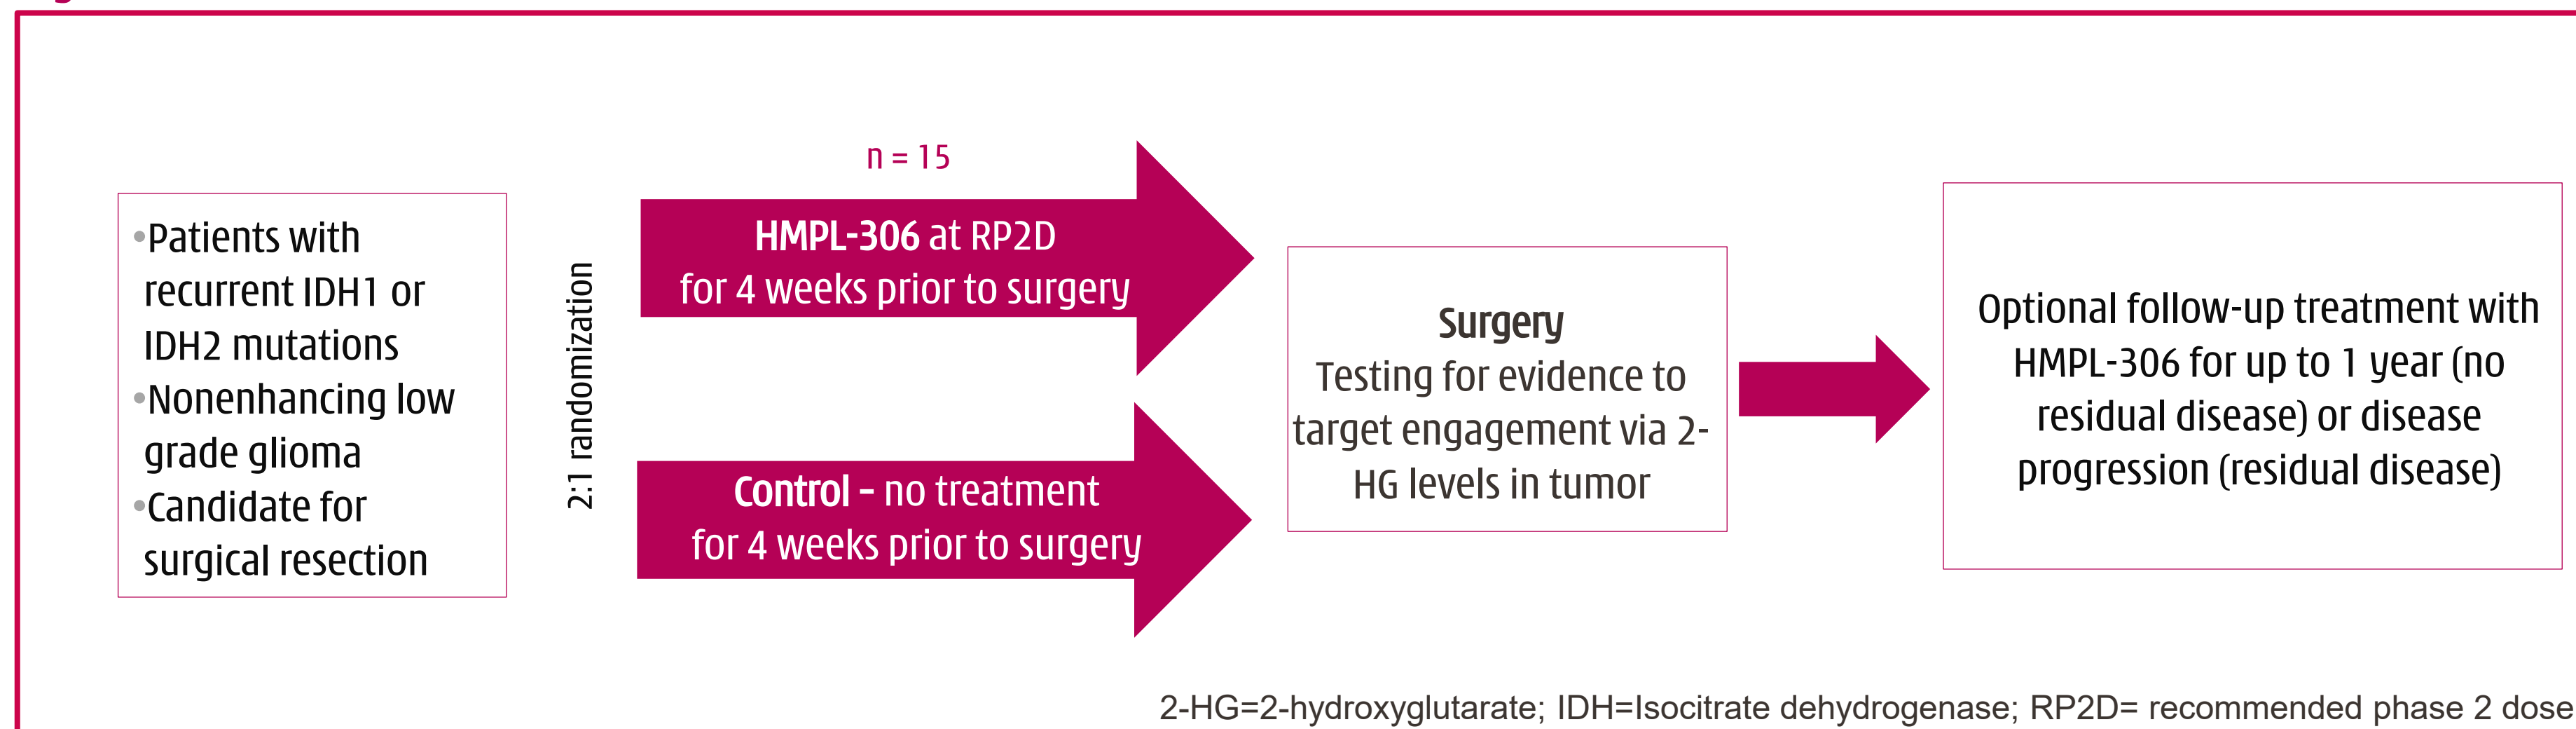 •Patients with
recurrent IDH1 or
IDH2 mutations
•Nonenhancing low
grade glioma
•Candidate for
surgical resection
2:1 randomization
n = 15
HMPL-306 at RP2D
for 4 weeks prior to surgery
Control – no treatment
for 4 weeks prior to surgery
Surgery
Testing for evidence to
target engagement via 2-
HG levels in tumor
Optional follow-up treatment with
HMPL-306 for up to 1 year (no
residual disease) or disease
progression (residual disease)
2-HG=2-hydroxyglutarate; IDH=Isocitrate dehydrogenase; RP2D= recommended phase 2 dose